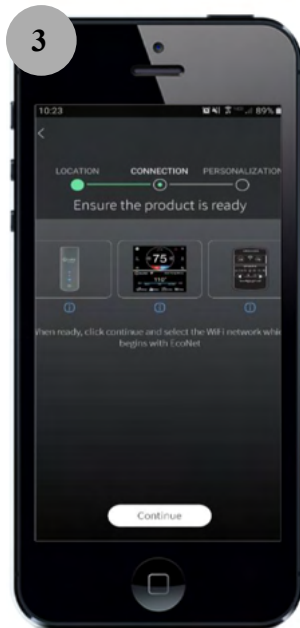 3
10:23
89%
LOCATION CONNECTION PERSONALIZATION
Ensure the product is ready
75
When ready, click continue and select the WiFi network which
begins with EcoNet
Continue